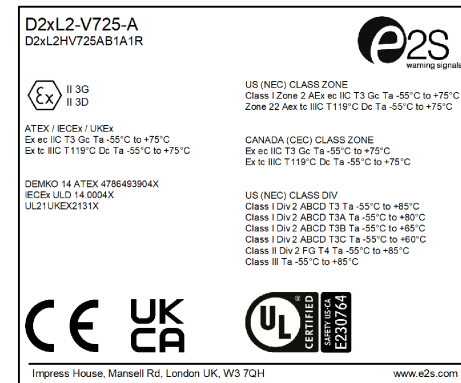 D2xL2-V725-A
D2xL2HV725AB1A1R
e2S
warning signals
Ex
II 3G
II 3D
ATEX / IECEx / UKEx
Ex ec IIC T3 Gc Ta -55°C to +75°C
Ex tc IIIC T119°C Dc Ta -55°C to +75°C
DEMKO 14 ATEX 4786493904X
IECEx ULD 14.0004X
UL21UKEX2131X
US (NEC) CLASS ZONE
Class I Zone 2 AEx ec IIC T3 Gc Ta -55°C to +75°C
Zone 22 Aex tc IIIC T119°C Dc Ta -55°C to +75°C
CANADA (CEC) CLASS ZONE
Ex ec IIC T3 Gc Ta -55°C to +75°C
Ex tc IIIC T119°C Dc Ta -55°C to +75°C
US (NEC) CLASS DIV
Class I Div 2 ABCD T3 Ta -55°C to +85°C
Class I Div 2 ABCD T3A Ta -55°C to +80°C
Class I Div 2 ABCD T3B Ta -55°C to +65°C
Class I Div 2 ABCD T3C Ta -55°C to +60°C
Class II Div 2 FG T4 Ta -55°C to +85°C
Class III Ta -55°C to +85°C
CE
UK
CA
UL
CERTIFIED
SAFETY US-CA
E230764
Impress House, Mansell Rd, London UK, W3 7QH
www.e2s.com